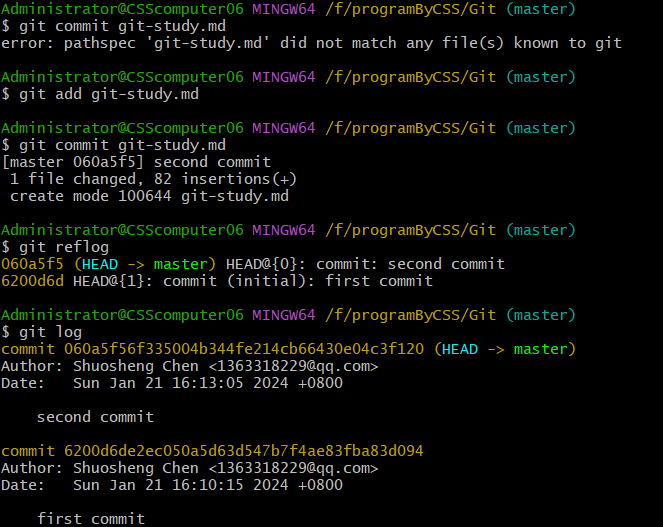 Administrator@CSScomputer06 MINGW64 /f/programByCSS/Git (master)
$ git commit git-study.md
error: pathspec 'git-study.md' did not match any file(s) known to git
Administrator@CSScomputer06 MINGW64 /f/programByCSS/Git (master)
$ git add git-study.md
Administrator@CSScomputer06 MINGW64 /f/programByCSS/Git (master)
$ git commit git-study.md
[master 060a5f5] second commit
 1 file changed, 82 insertions(+)
 create mode 100644 git-study.md
Administrator@CSScomputer06 MINGW64 /f/programByCSS/Git (master)
$ git reflog
060a5f5 (HEAD -> master) HEAD@{0}: commit: second commit
6200d6d HEAD@{1}: commit (initial): first commit
Administrator@CSScomputer06 MINGW64 /f/programByCSS/Git (master)
$ git log
commit 060a5f56f335004b344fe214cb66430e04c3f120 (HEAD -> master)
Author: Shuosheng Chen <1363318229@qq.com>
Date:   Sun Jan 21 16:13:05 2024 +0800
    second commit
commit 6200d6de2ec050a5d63d547b7f4ae83fba83d094
Author: Shuosheng Chen <1363318229@qq.com>
Date:   Sun Jan 21 16:10:15 2024 +0800
    first commit